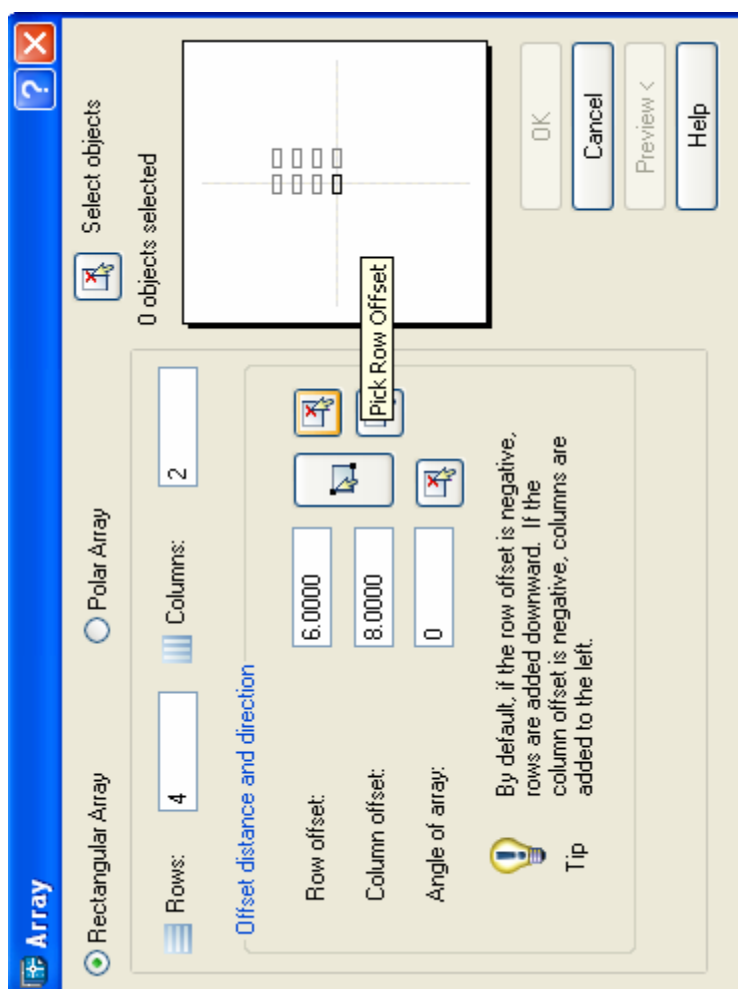 Array
?
Rectangular Array
Polar Array
Select objects
Rows:
4
Columns:
2
0 objects selected
Offset distance and direction
Row offset:
6.0000
Column offset:
8.0000
Pick Row Offset
Angle of array:
0
Tip
By default, if the row offset is negative,
rows are added downward. If the
column offset is negative, columns are
added to the left.
OK
Cancel
Preview <
Help